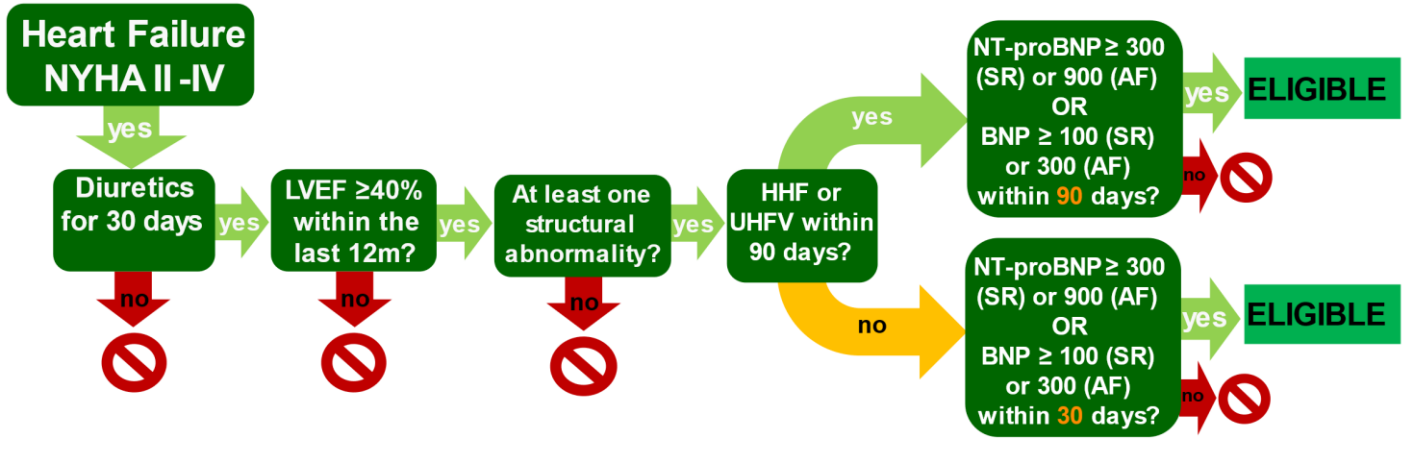 Heart Failure
NYHA II -IV
yes
Diuretics
for 30 days
no
yes
LVEF ≥40%
within the
last 12m?
no
yes
At least one
structural
abnormality?
no
yes
HHF or
UHFV within
90 days?
yes
NT-proBNP ≥ 300
(SR) or 900 (AF)
OR
BNP ≥ 100 (SR)
or 300 (AF)
within 90 days?
yes
ELIGIBLE
no
no
NT-proBNP ≥ 300
(SR) or 900 (AF)
OR
BNP ≥ 100 (SR)
or 300 (AF)
within 30 days?
yes
ELIGIBLE
no